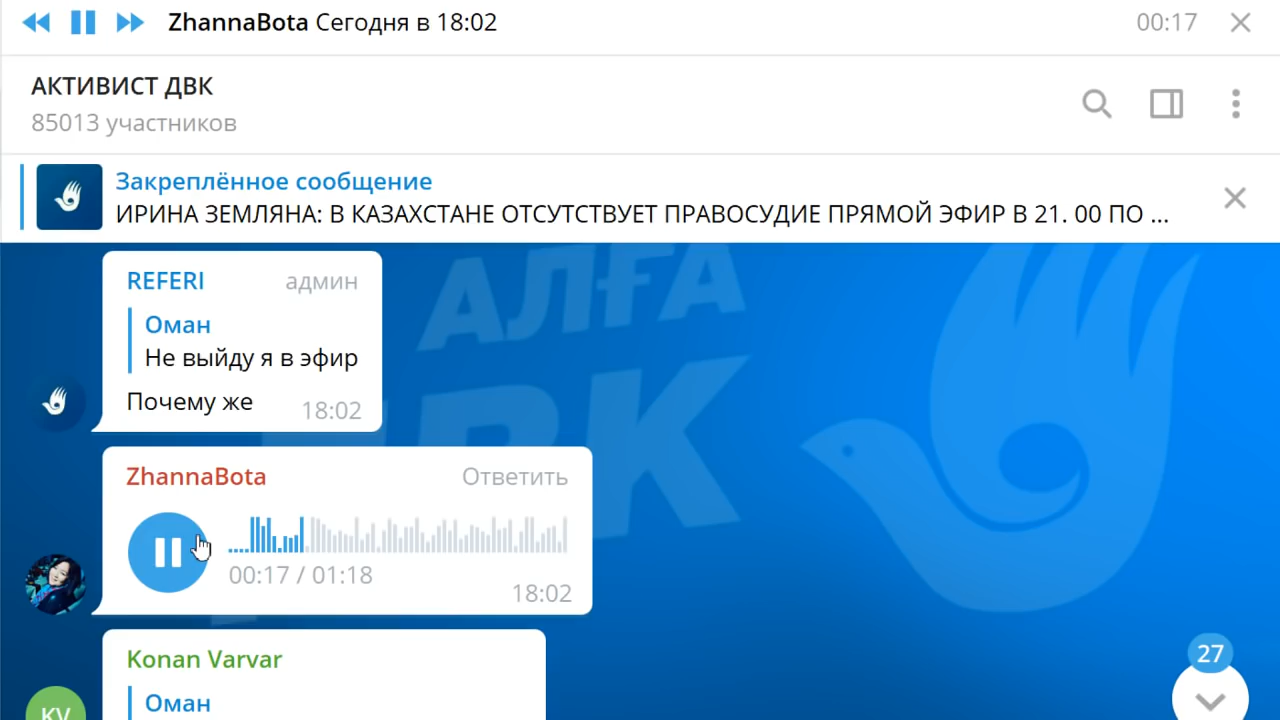 ZhannaBota Сегодня в 18:02
00:17
АКТИВИСТ ДВК
85013 участников
Закреплённое сообщение
ИРИНА ЗЕМЛЯНА: В КАЗАХСТАНЕ ОТСУТСТВУЕТ ПРАВОСУДИЕ ПРЯМОЙ ЭФИР В 21. 00 ПО ...
АЛҒА
ДВК
REFERI админ
Оман
Не выйду я в эфир
Почему же
18:02
ZhannaBota Ответить
00:17 / 01:18
18:02
Konan Varvar
Оман
KV
27